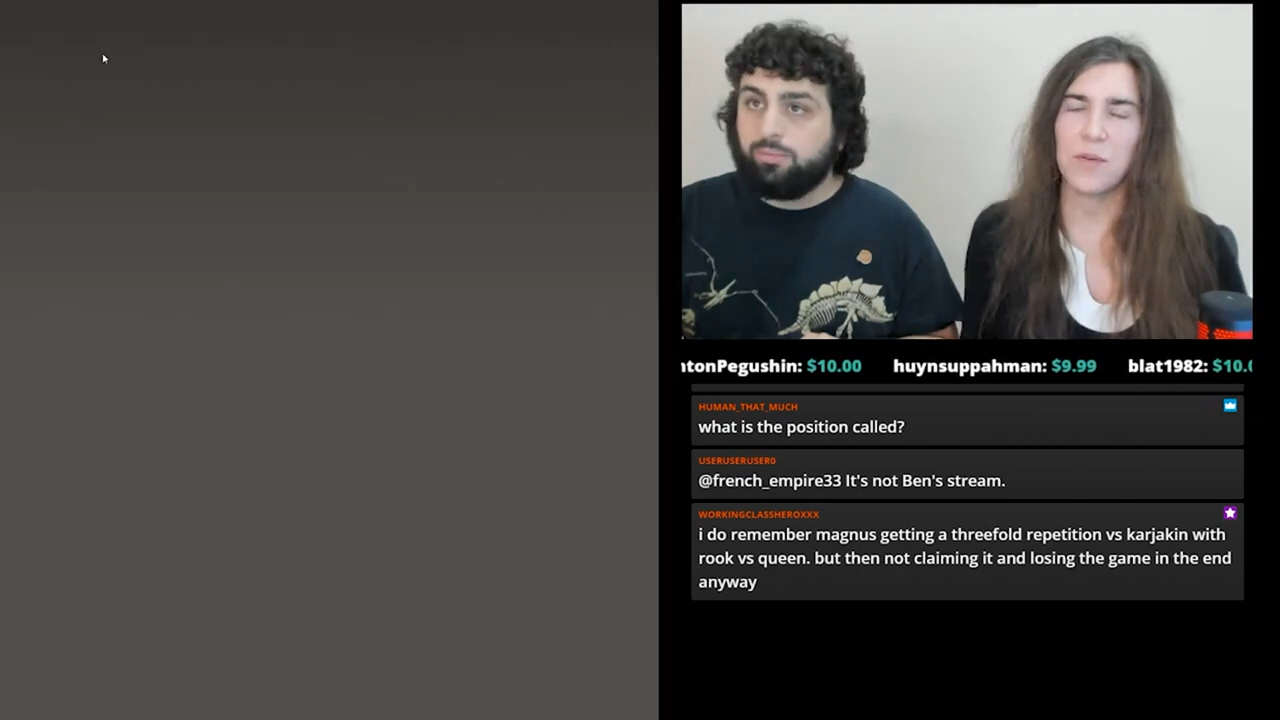 ntonPegushin: $10.00 huynsuppahman: $9.99 blat1982: $10.0
HUMAN_THAT_MUCH
what is the position called?
USERUSERUSER0
@french_empire33 It's not Ben's stream.
WORKINGCLASSHEROXXX
i do remember magnus getting a threefold repetition vs karjakin with
rook vs queen. but then not claiming it and losing the game in the end
anyway